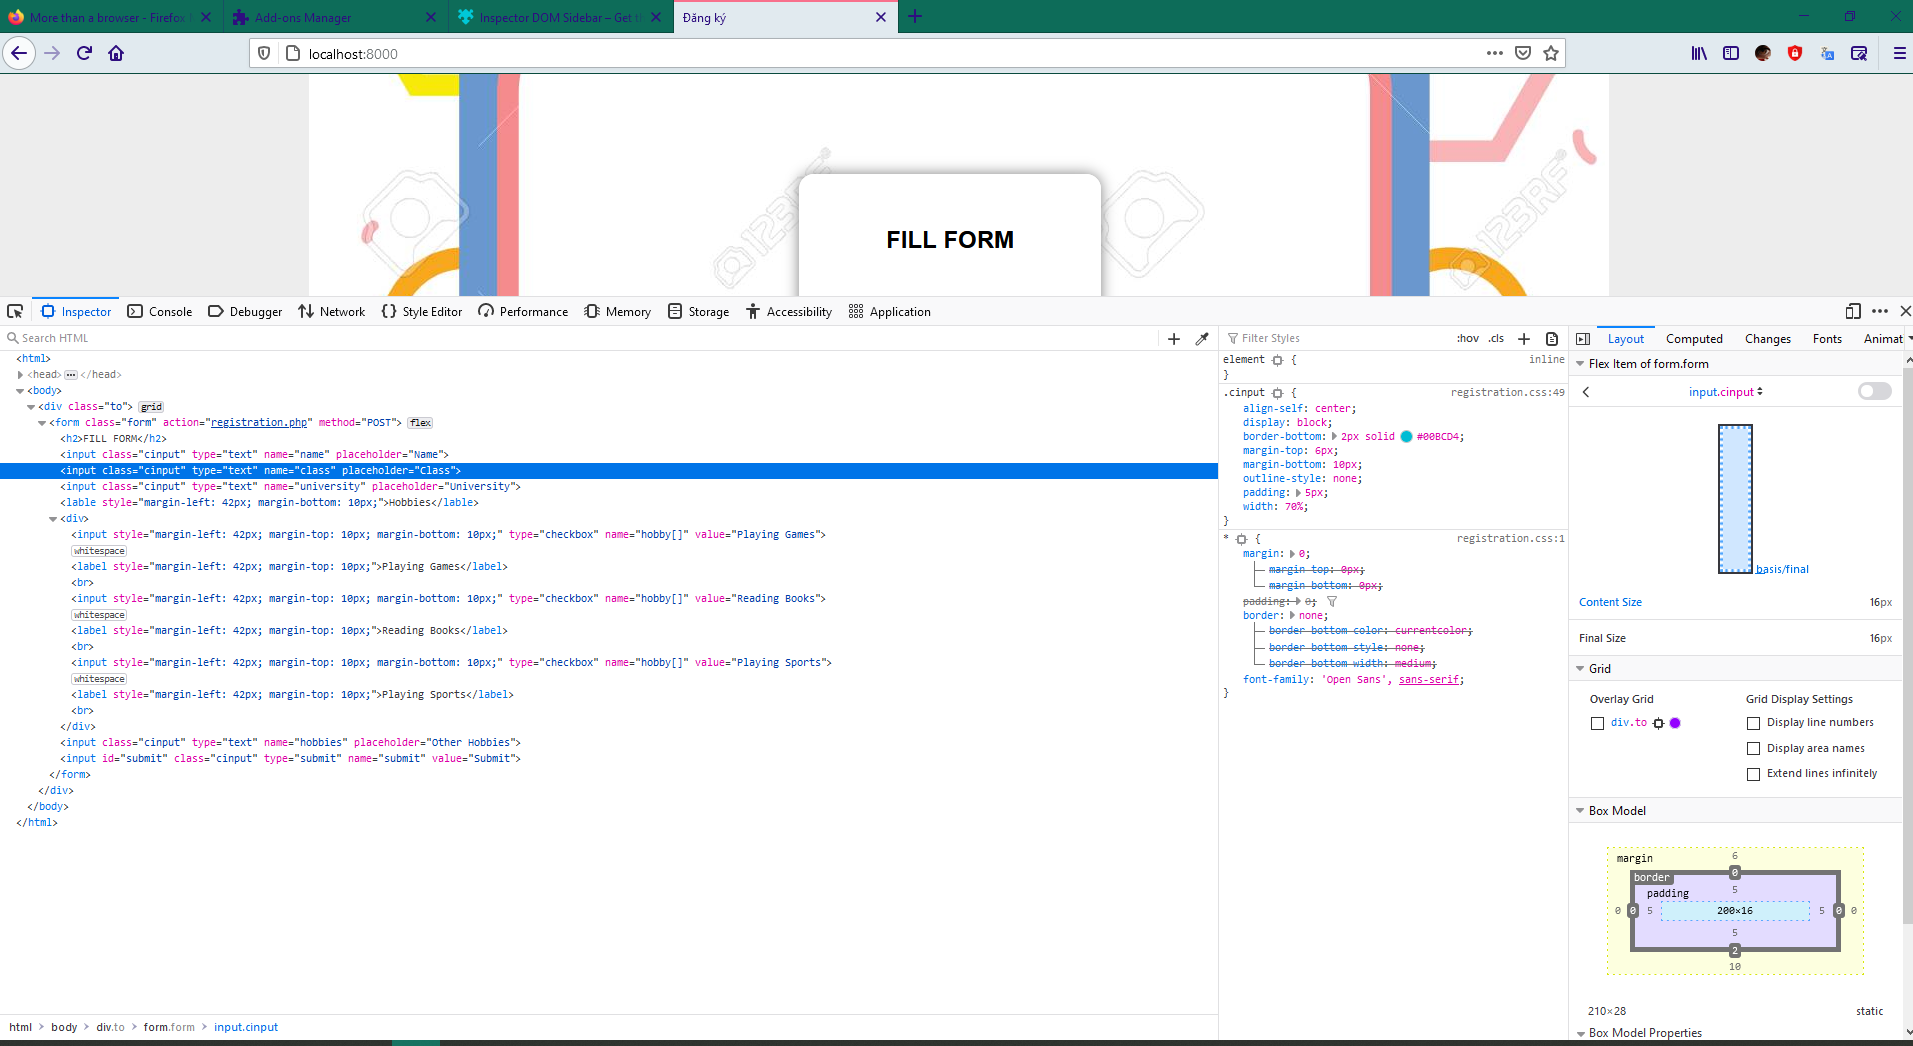 More than a browser - Firefox
Add-ons Manager
Inspector DOM Sidebar – Get t
Đăng ký
localhost:8000
123RF
123RF
FILL FORM
Inspector
Console
Debugger
Network
Style Editor
Performance
Memory
Storage
Accessibility
Application
Search HTML
<html>
<head> ••• </head>
<body>
<div class="to"> grid
<form class="form" action="registration.php" method="POST"> flex
<h2>FILL FORM</h2>
<input class="cinput" type="text" name="name" placeholder="Name">
<input class="cinput" type="text" name="class" placeholder="Class">
<input class="cinput" type="text" name="university" placeholder="University">
<lable style="margin-left: 42px; margin-bottom: 10px;">Hobbies</lable>
<div>
<input style="margin-left: 42px; margin-top: 10px; margin-bottom: 10px;" type="checkbox" name="hobby[]" value="Playing Games">
whitespace
<label style="margin-left: 42px; margin-top: 10px;">Playing Games</label>
<br>
<input style="margin-left: 42px; margin-top: 10px; margin-bottom: 10px;" type="checkbox" name="hobby[]" value="Reading Books">
whitespace
<label style="margin-left: 42px; margin-top: 10px;">Reading Books</label>
<br>
<input style="margin-left: 42px; margin-top: 10px; margin-bottom: 10px;" type="checkbox" name="hobby[]" value="Playing Sports">
whitespace
<label style="margin-left: 42px; margin-top: 10px;">Playing Sports</label>
<br>
</div>
<input class="cinput" type="text" name="hobbies" placeholder="Other Hobbies">
<input id="submit" class="cinput" type="submit" name="submit" value="Submit">
</form>
</div>
</body>
</html>
html > body > div.to > form.form > input.cinput
Filter Styles
:hov .cls +
element { inline
}
.cinput { registration.css:49
align-self: center;
display: block;
border-bottom: 2px solid #00BCD4;
margin-top: 6px;
margin-bottom: 10px;
outline-style: none;
padding: 5px;
width: 70%;
}
* { registration.css:1
margin: 0;
margin-top: 0px;
margin-bottom: 0px;
padding: 0;
border: none;
border-bottom-color: currentcolor;
border-bottom-style: none;
border-bottom-width: medium;
font-family: 'Open Sans', sans-serif;
}
Layout
Computed
Changes
Fonts
Animat
Flex Item of form.form
input.cinput
basis/final
Content Size 16px
Final Size 16px
Grid
Overlay Grid
div.to
Grid Display Settings
Display line numbers
Display area names
Extend lines infinitely
Box Model
margin 6
border 0
padding 5
0 0 5 200×16 5 0 0
5
2
10
210×28 static
Box Model Properties